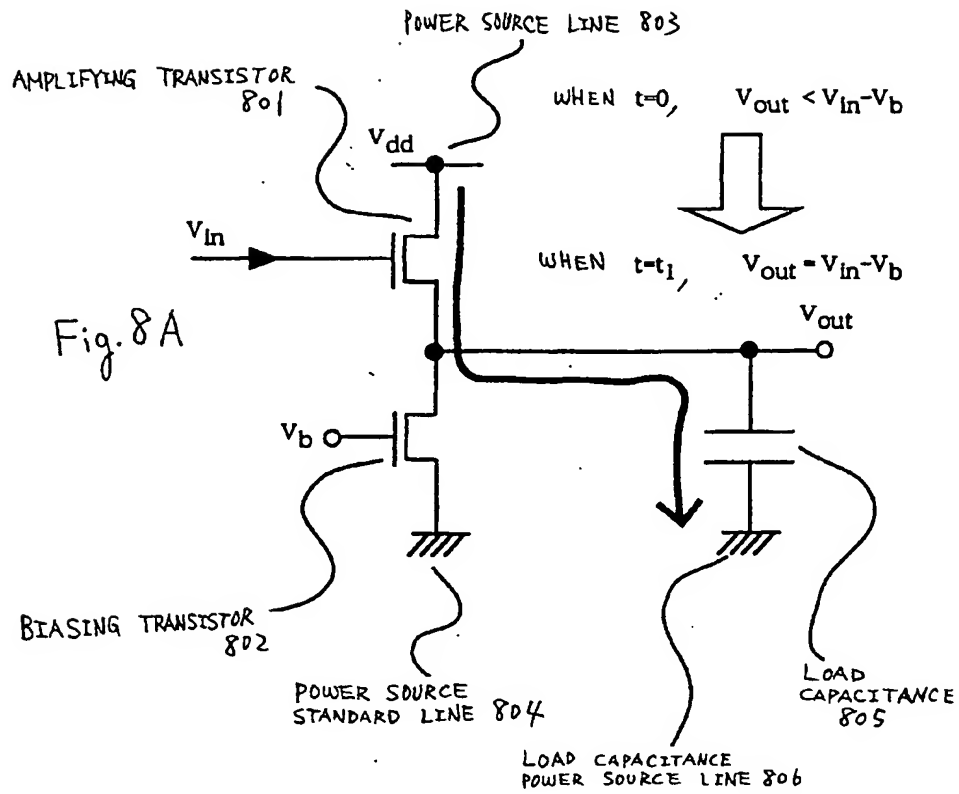 POWER SOURCE LINE 803
AMPLIFYING TRANSISTOR
801
WHEN t=0, Vout < Vin-Vb
Vdd
Vin
WHEN t=t1, Vout = Vin-Vb
Vout
Fig.8A
Vb
BIASING TRANSISTOR
802
POWER SOURCE
STANDARD LINE 804
LOAD
CAPACITANCE
805
LOAD CAPACITANCE
POWER SOURCE LINE 806